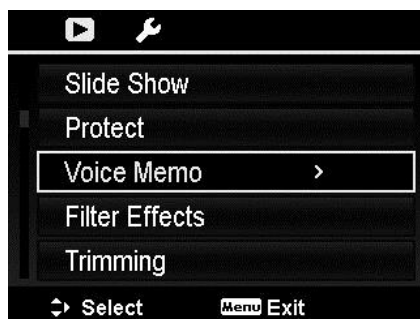 Slide Show
Protect
Voice Memo >
Filter Effects
Trimming
Select Menu Exit